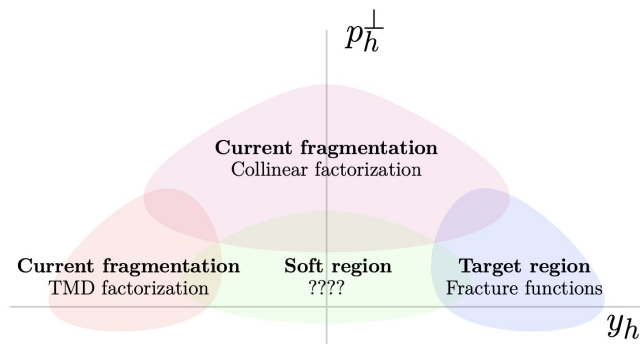 p_h^⊥
Current fragmentation
Collinear factorization
Current fragmentation
TMD factorization
Soft region
????
Target region
Fracture functions
y_h